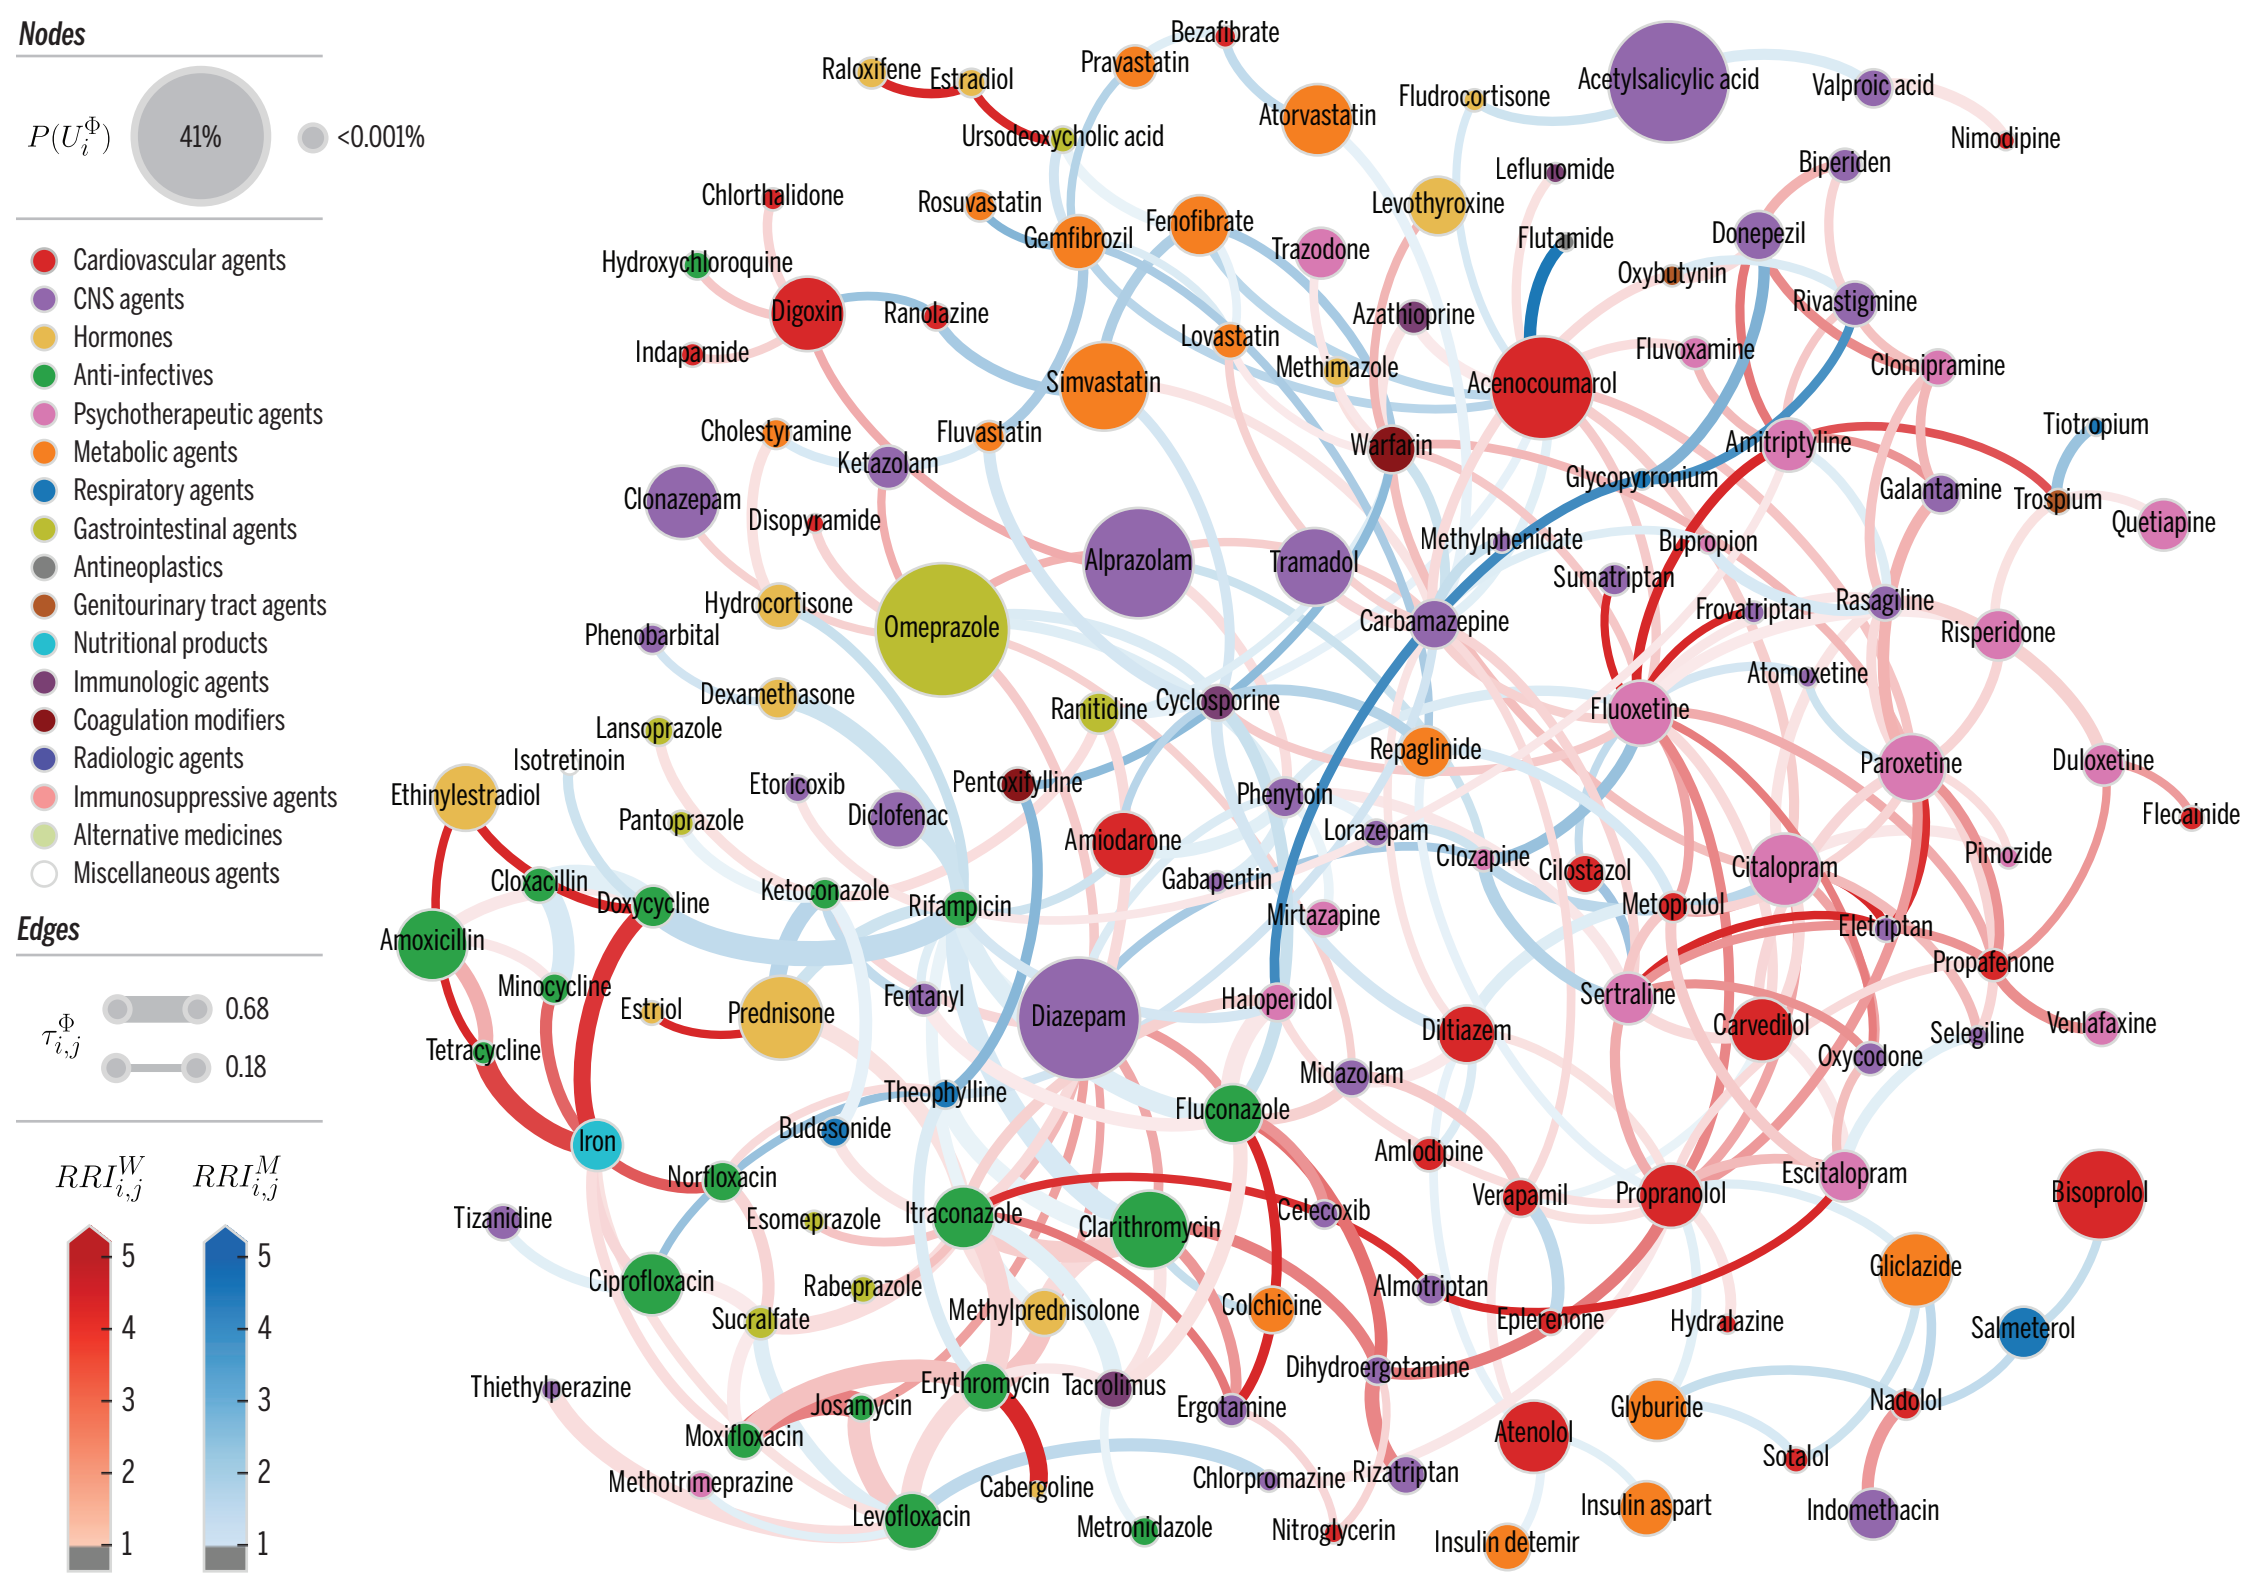 Nodes
P(U_i^Φ)
41%
<0.001%
Cardiovascular agents
CNS agents
Hormones
Anti-infectives
Psychotherapeutic agents
Metabolic agents
Respiratory agents
Gastrointestinal agents
Antineoplastics
Genitourinary tract agents
Nutritional products
Immunologic agents
Coagulation modifiers
Radiologic agents
Immunosuppressive agents
Alternative medicines
Miscellaneous agents
Edges
τ_{i,j}^Φ
0.68
0.18
RRI_{i,j}^W
RRI_{i,j}^M
5
4
3
2
1
5
4
3
2
1
Bezafibrate
Pravastatin
Raloxifene
Estradiol
Acetylsalicylic acid
Valproic acid
Fludrocortisone
Atorvastatin
Ursodeoxycholic acid
Nimodipine
Biperiden
Leflunomide
Chlorthalidone
Rosuvastatin
Levothyroxine
Fenofibrate
Gemfibrozil
Trazodone
Flutamide
Donepezil
Hydroxychloroquine
Oxybutynin
Rivastigmine
Digoxin
Ranolazine
Azathioprine
Lovastatin
Indapamide
Fluvoxamine
Methimazole
Clomipramine
Simvastatin
Acenocoumarol
Tiotropium
Cholestyramine
Fluvastatin
Warfarin
Amitriptyline
Ketazolam
Glycopyrronium
Galantamine
Clonazepam
Trospium
Disopyramide
Quetiapine
Methylphenidate
Bupropion
Alprazolam
Tramadol
Sumatriptan
Hydrocortisone
Frovatriptan
Rasagiline
Omeprazole
Carbamazepine
Phenobarbital
Risperidone
Atomoxetine
Dexamethasone
Cyclosporine
Ranitidine
Fluoxetine
Lansoprazole
Repaglinide
Isotretinoin
Paroxetine
Duloxetine
Etoricoxib
Pentoxifylline
Ethinylestradiol
Phenytoin
Pantoprazole
Diclofenac
Flecainide
Lorazepam
Amiodarone
Clozapine
Pimozide
Cilostazol
Citalopram
Cloxacillin
Gabapentin
Ketoconazole
Doxycycline
Rifampicin
Metoprolol
Mirtazapine
Eletriptan
Amoxicillin
Propafenone
Minocycline
Fentanyl
Haloperidol
Sertraline
Estriol
Prednisone
Diazepam
Diltiazem
Carvedilol
Venlafaxine
Selegiline
Tetracycline
Oxycodone
Midazolam
Theophylline
Fluconazole
Budesonide
Iron
Amlodipine
Norfloxacin
Escitalopram
Verapamil
Propranolol
Bisoprolol
Tizanidine
Esomeprazole
Itraconazole
Celecoxib
Clarithromycin
Gliclazide
Ciprofloxacin
Rabeprazole
Almotriptan
Colchicine
Methylprednisolone
Sucralfate
Eplerenone
Hydralazine
Salmeterol
Dihydroergotamine
Thiethylperazine
Erythromycin
Tacrolimus
Nadolol
Josamycin
Ergotamine
Glyburide
Moxifloxacin
Atenolol
Sotalol
Rizatriptan
Chlorpromazine
Methotrimeprazine
Cabergoline
Insulin aspart
Indomethacin
Levofloxacin
Metronidazole
Nitroglycerin
Insulin detemir